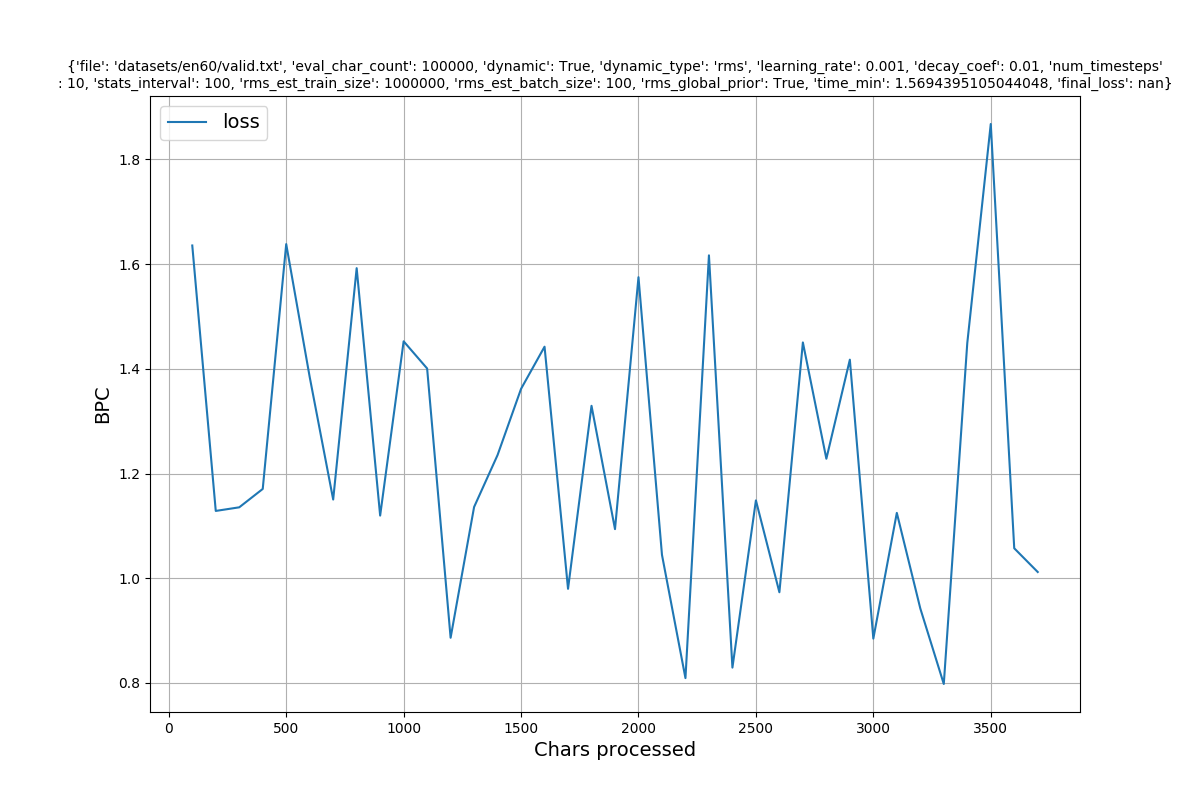 {'file': 'datasets/en60/valid.txt', 'eval_char_count': 100000, 'dynamic': True, 'dynamic_type': 'rms', 'learning_rate': 0.001, 'decay_coef': 0.01, 'num_timesteps'
: 10, 'stats_interval': 100, 'rms_est_train_size': 1000000, 'rms_est_batch_size': 100, 'rms_global_prior': True, 'time_min': 1.5694395105044048, 'final_loss': nan}
loss
1.8
1.6
1.4
1.2
1.0
0.8
BPC
0 500 1000 1500 2000 2500 3000 3500
Chars processed